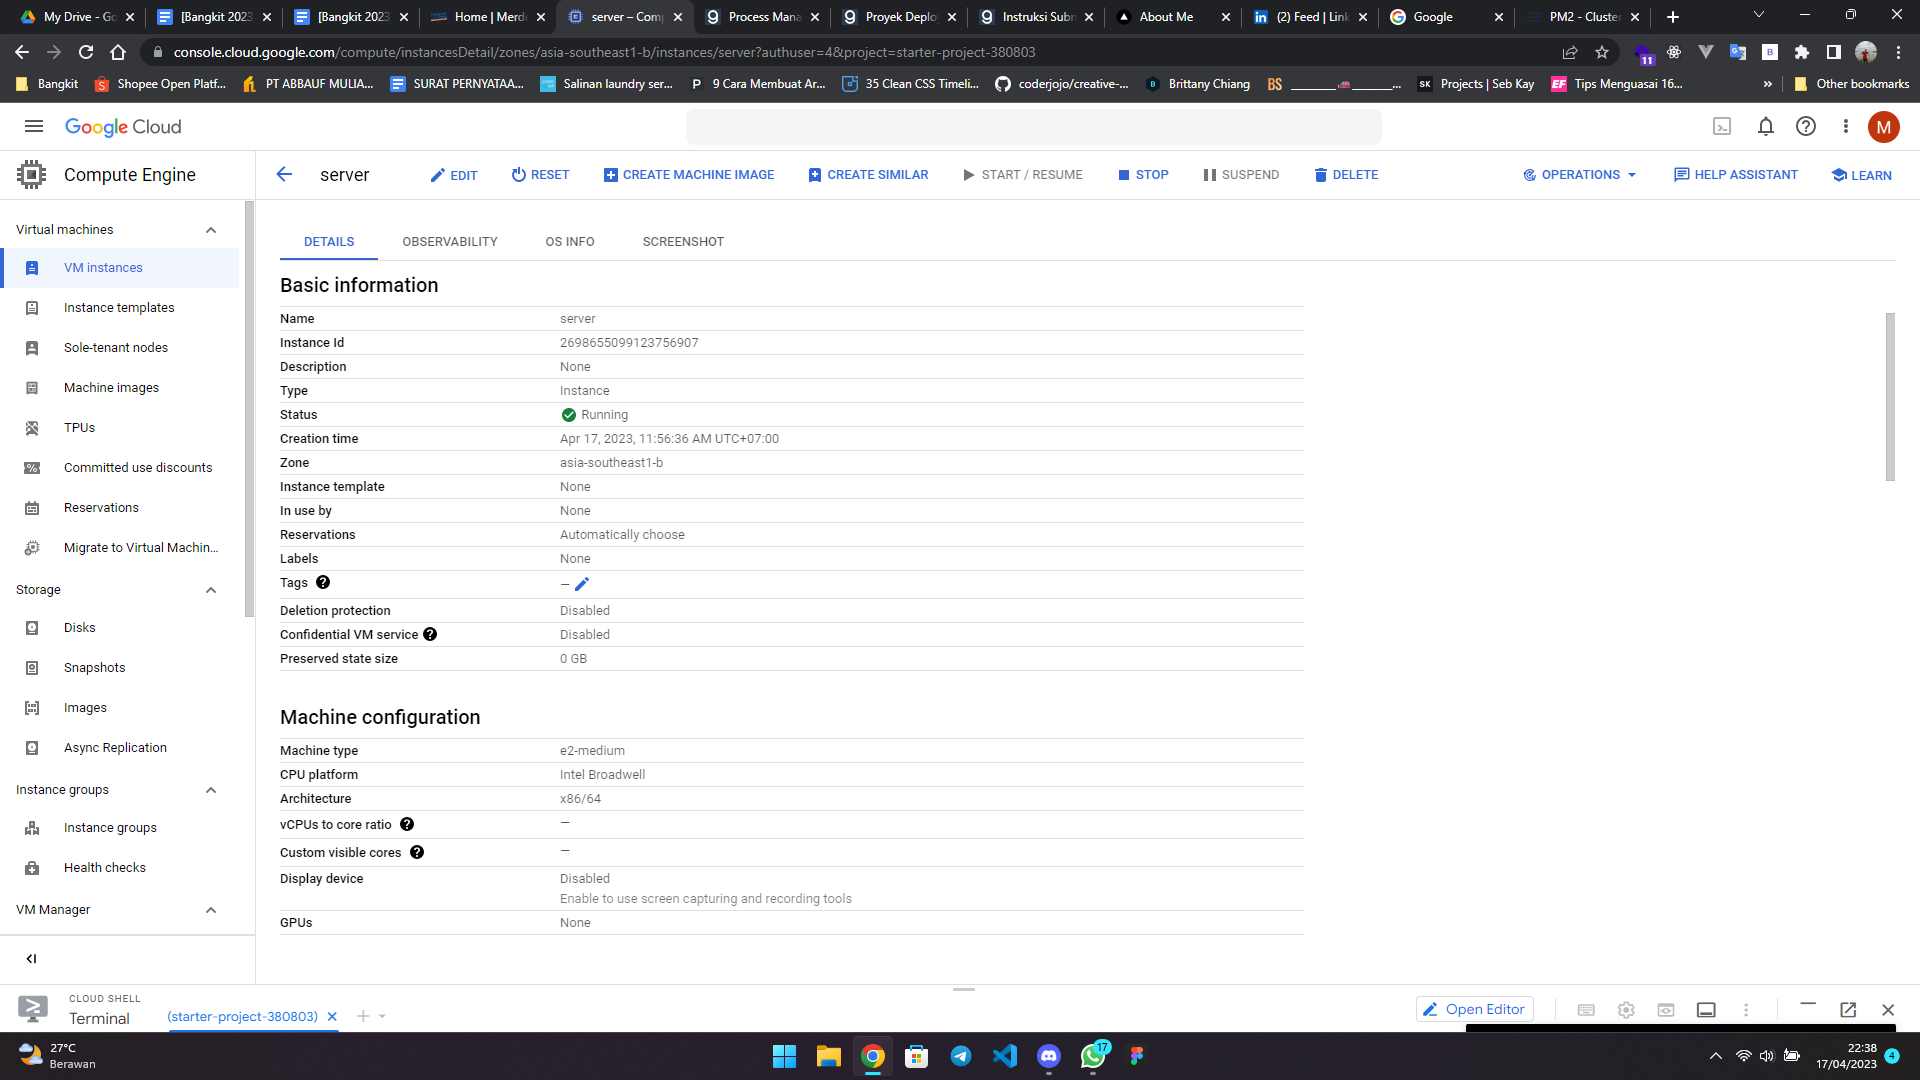 My Drive - Go
[Bangkit 2023
[Bangkit 2023
Home | Merde
server – Comp
Process Mana
Proyek Deplo
Instruksi Subm
About Me
(2) Feed | Link
Google
PM2 - Cluster
console.cloud.google.com/compute/instancesDetail/zones/asia-southeast1-b/instances/server?authuser=4&project=starter-project-380803
11
Bangkit
Shopee Open Platf...
PT ABBAUF MULIA...
SURAT PERNYATAA...
Salinan laundry ser...
9 Cara Membuat Ar...
35 Clean CSS Timeli...
coderjojo/creative-...
Brittany Chiang
BS
Projects | Seb Kay
Tips Menguasai 16...
»
Other bookmarks
Google Cloud
M
Compute Engine
server
EDIT
RESET
CREATE MACHINE IMAGE
CREATE SIMILAR
START / RESUME
STOP
SUSPEND
DELETE
OPERATIONS
HELP ASSISTANT
LEARN
Virtual machines
VM instances
Instance templates
Sole-tenant nodes
Machine images
TPUs
Committed use discounts
Reservations
Migrate to Virtual Machin...
Storage
Disks
Snapshots
Images
Async Replication
Instance groups
Instance groups
Health checks
VM Manager
DETAILS
OBSERVABILITY
OS INFO
SCREENSHOT
Basic information
Name server
Instance Id 2698655099123756907
Description None
Type Instance
Status Running
Creation time Apr 17, 2023, 11:56:36 AM UTC+07:00
Zone asia-southeast1-b
Instance template None
In use by None
Reservations Automatically choose
Labels None
Tags —
Deletion protection Disabled
Confidential VM service Disabled
Preserved state size 0 GB
Machine configuration
Machine type e2-medium
CPU platform Intel Broadwell
Architecture x86/64
vCPUs to core ratio —
Custom visible cores —
Display device Disabled
Enable to use screen capturing and recording tools
GPUs None
CLOUD SHELL
Terminal
(starter-project-380803)
Open Editor
27°C
Berawan
17
22:38
17/04/2023
4